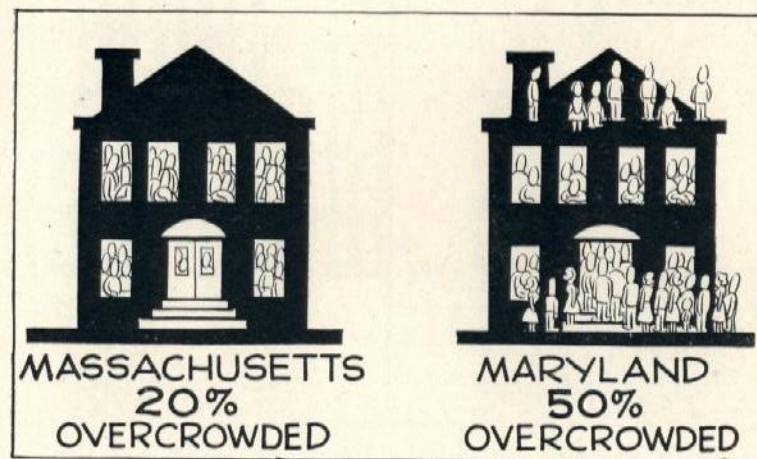 MASSACHUSETTS
20%
OVERCROWDED
MARYLAND
50%
OVERCROWDED